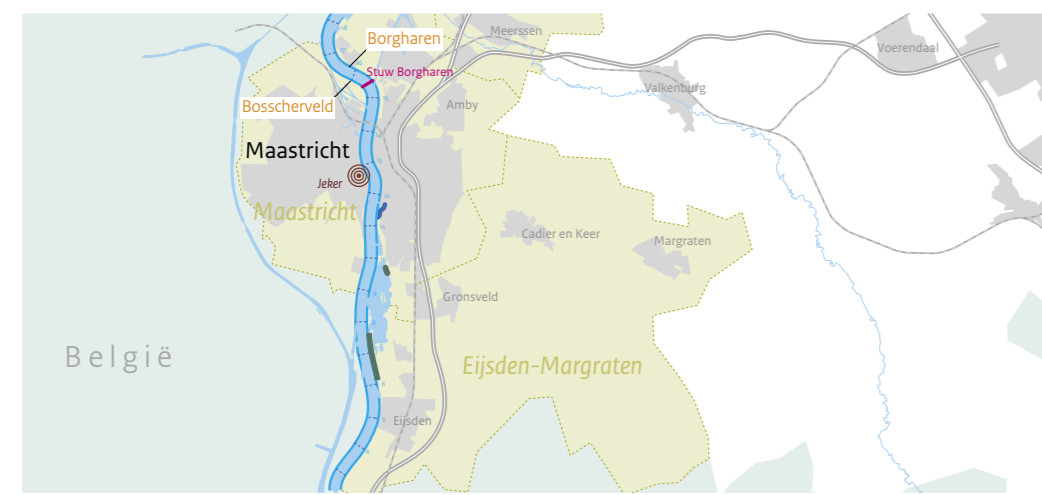 Meerssen
Borgharen
Voerendaal
Stuw Borgharen
Valkenburg
Bosscherveld
Amby
Maastricht
Jeker
Maastricht
Cadier en Keer
Margraten
Gronsveld
België
Eijsden-Margraten
Eijsden